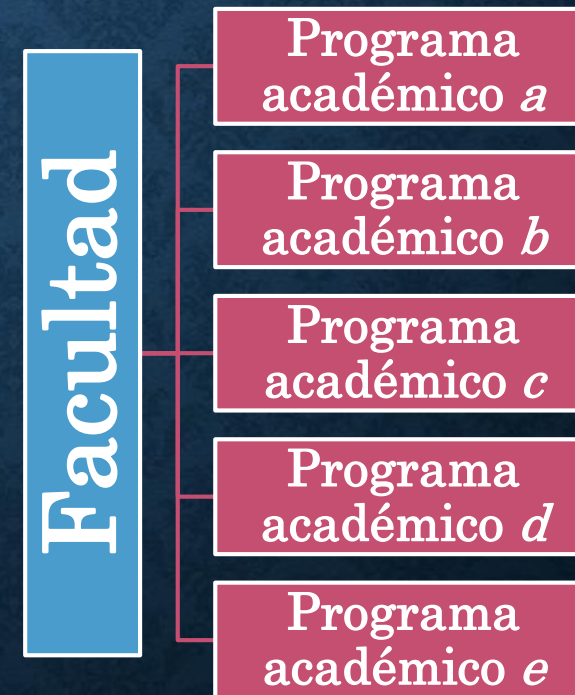 Facultad
Programa
académico a
Programa
académico b
Programa
académico c
Programa
académico d
Programa
académico e